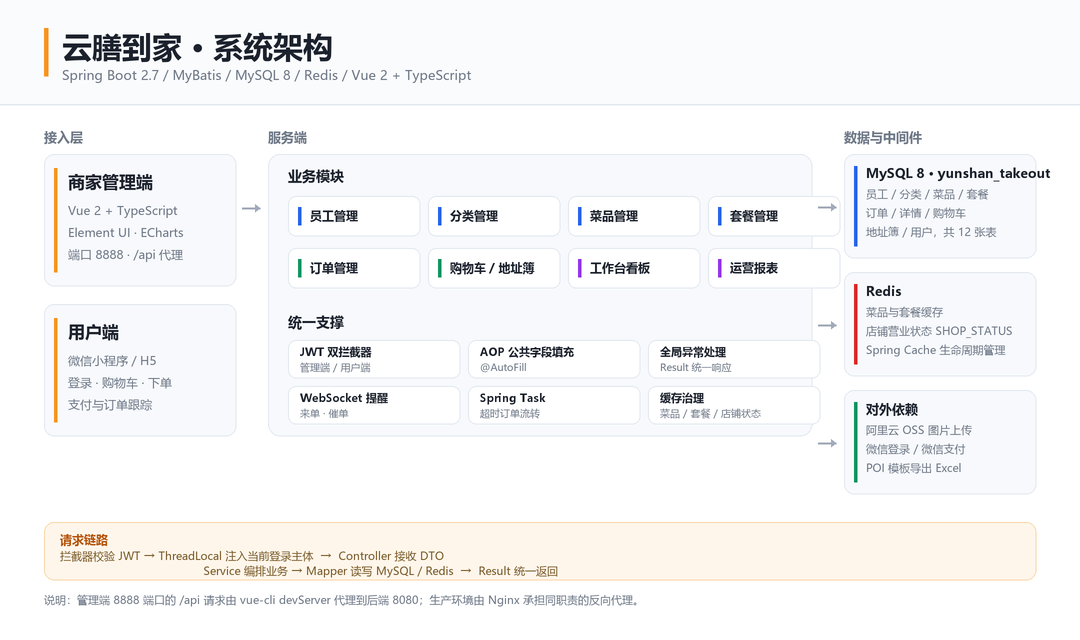 云膳到家 • 系统架构
Spring Boot 2.7 / MyBatis / MySQL 8 / Redis / Vue 2 + TypeScript
接入层
商家管理端
Vue 2 + TypeScript
Element UI · ECharts
端口 8888 · /api 代理
用户端
微信小程序 / H5
登录 · 购物车 · 下单
支付与订单跟踪
服务端
业务模块
员工管理
分类管理
菜品管理
套餐管理
订单管理
购物车 / 地址簿
工作台看板
运营报表
统一支撑
JWT 双拦截器
管理端 / 用户端
AOP 公共字段填充
@AutoFill
全局异常处理
Result 统一响应
WebSocket 提醒
来单 · 催单
Spring Task
超时订单流转
缓存治理
菜品 / 套餐 / 店铺状态
数据与中间件
MySQL 8 • yunshan_takeout
员工 / 分类 / 菜品 / 套餐
订单 / 详情 / 购物车
地址簿 / 用户，共 12 张表
Redis
菜品与套餐缓存
店铺营业状态 SHOP_STATUS
Spring Cache 生命周期管理
对外依赖
阿里云 OSS 图片上传
微信登录 / 微信支付
POI 模板导出 Excel
请求链路
拦截器校验 JWT → ThreadLocal 注入当前登录主体 → Controller 接收 DTO
Service 编排业务 → Mapper 读写 MySQL / Redis → Result 统一返回
说明：管理端 8888 端口的 /api 请求由 vue-cli devServer 代理到后端 8080；生产环境由 Nginx 承担同职责的反向代理。